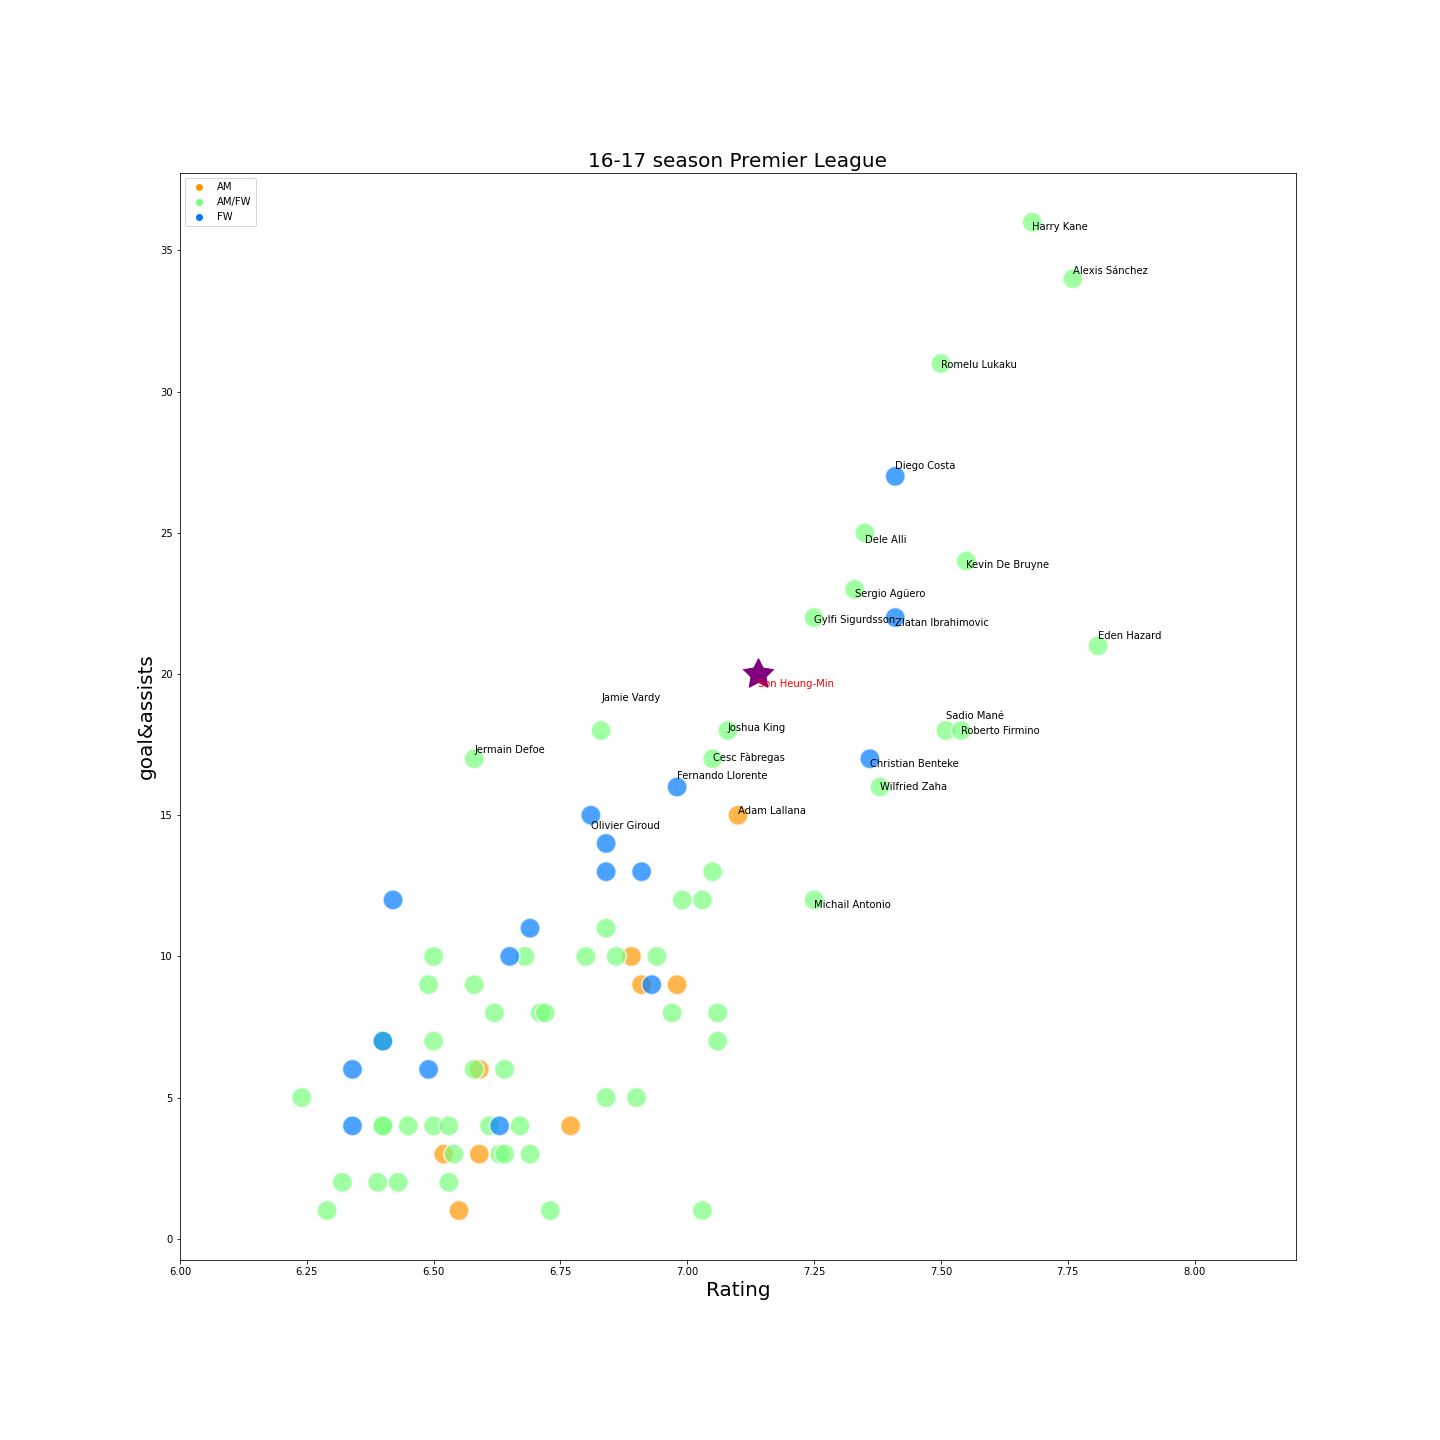 16-17 season Premier League
AM
AM/FW
FW
Harry Kane
Alexis Sánchez
Romelu Lukaku
Diego Costa
Dele Alli
Kevin De Bruyne
Sergio Agüero
Gylfi Sigurdsson
Zlatan Ibrahimovic
Eden Hazard
Son Heung-Min
Jamie Vardy
Sadio Mané
Joshua King
Roberto Firmino
Jermain Defoe
Cesc Fàbregas
Christian Benteke
Fernando Llorente
Wilfried Zaha
Adam Lallana
Olivier Giroud
Michail Antonio
goal&assists
35
30
25
20
15
10
5
0
6.00 6.25 6.50 6.75 7.00 7.25 7.50 7.75 8.00
Rating